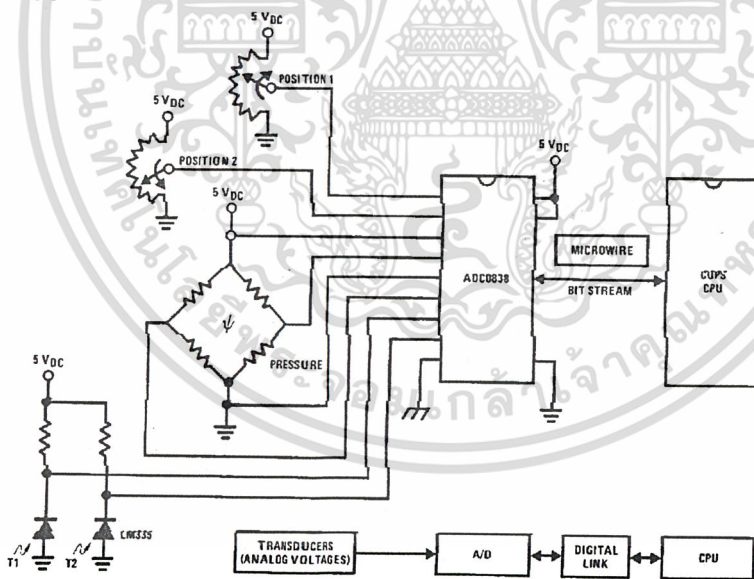 5 VDC
POSITION 1
5 VDC
POSITION 2
5 VDC
5 VDC
ADC0838
MICROWIRE
BIT STREAM
CPU
ψ
PRESSURE
5 VDC
LM335
T1
T2
TRANSDUCERS
(ANALOG VOLTAGES)
A/D
DIGITAL
LINK
CPU